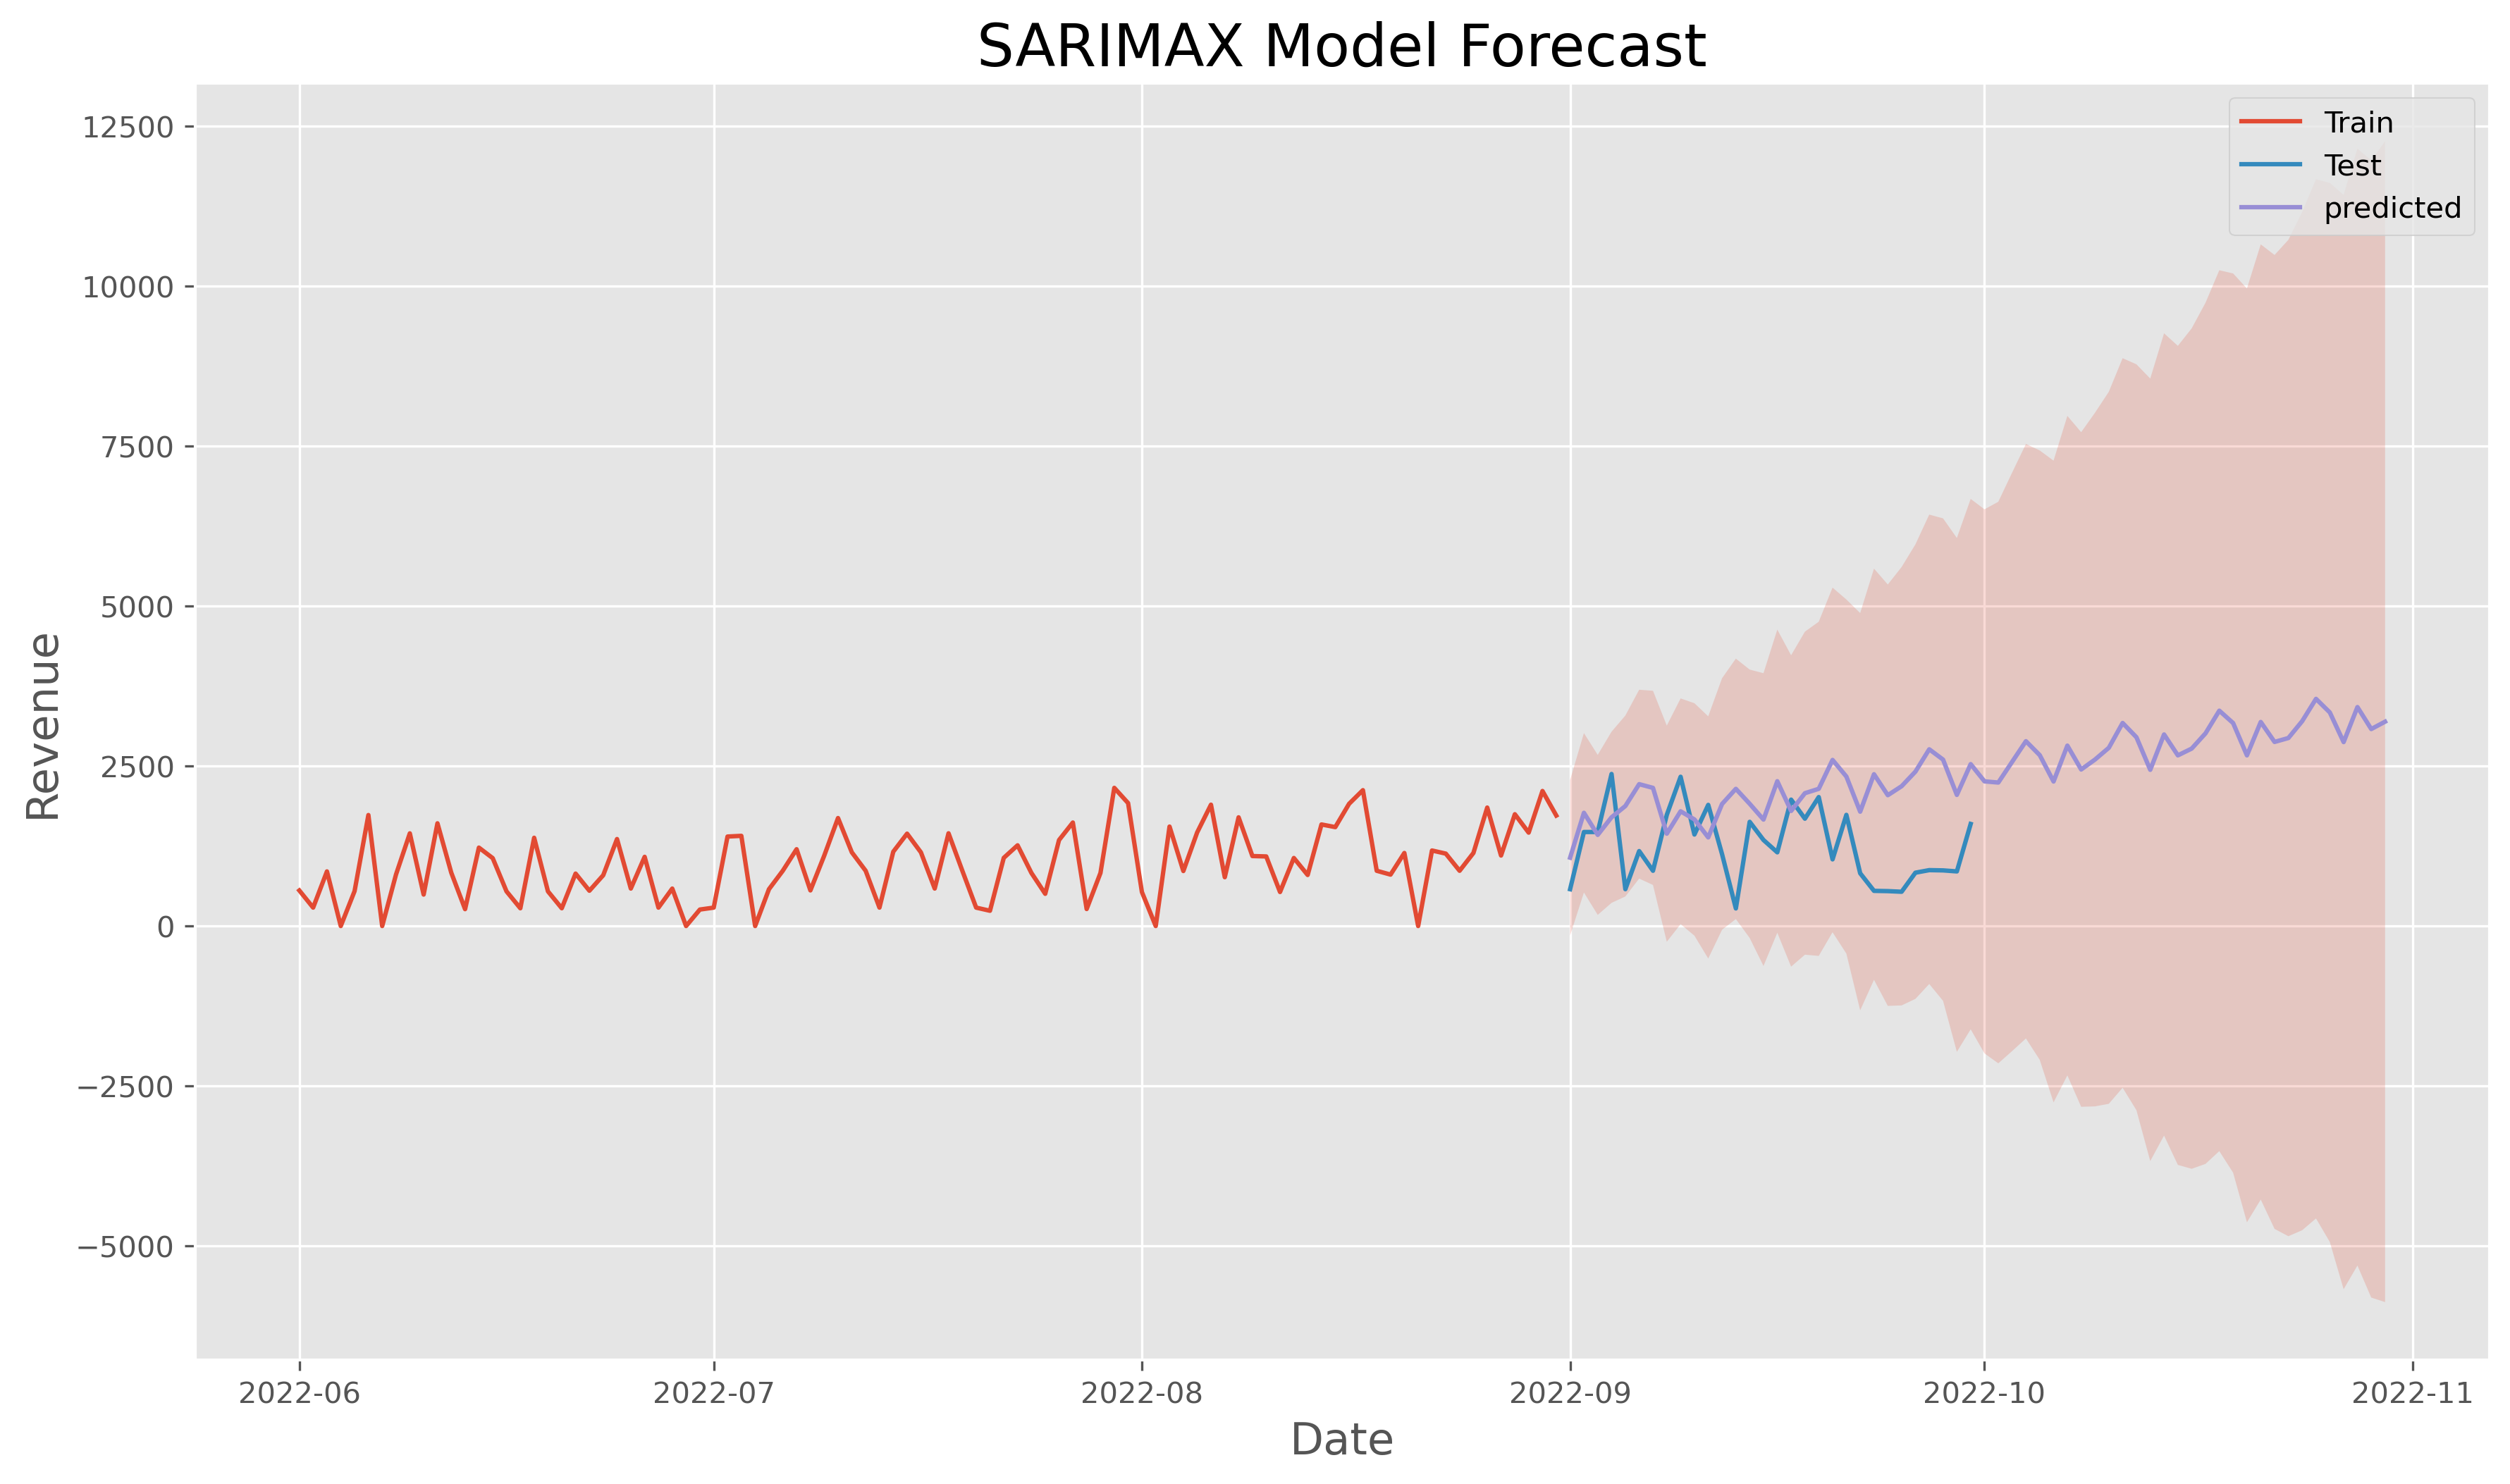 SARIMAX Model Forecast
Train
Test
predicted
12500
10000
7500
5000
2500
0
−2500
−5000
Revenue
2022-06 2022-07 2022-08 2022-09 2022-10 2022-11
Date